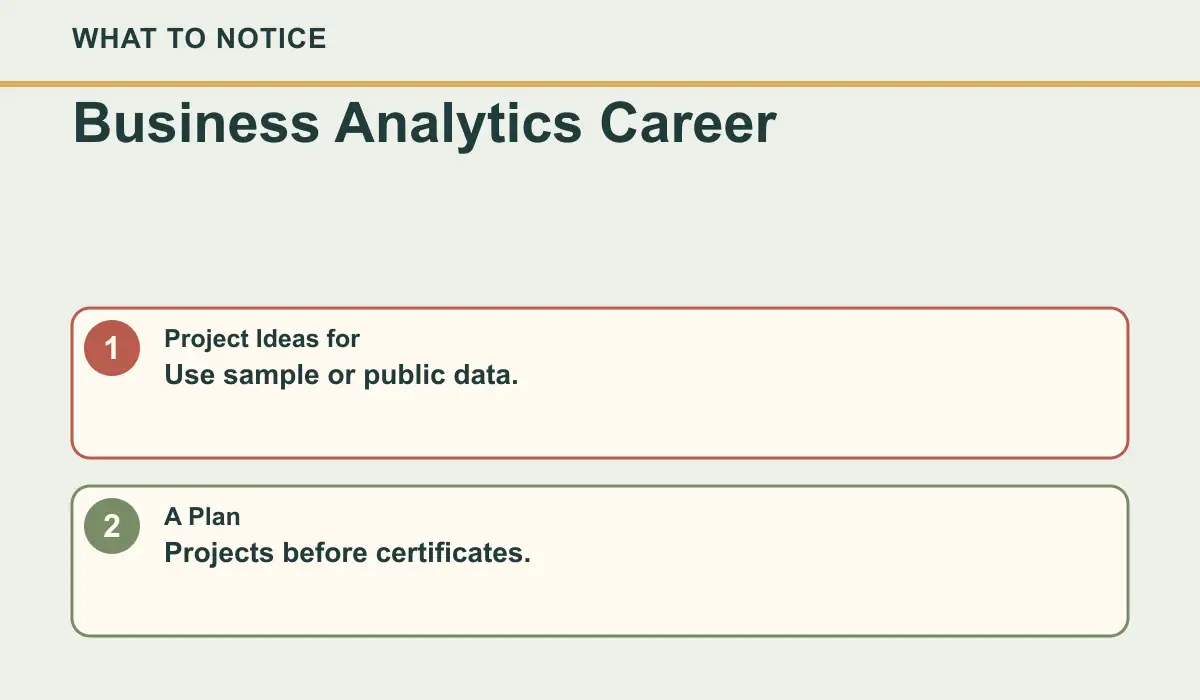 WHAT TO NOTICE
Business Analytics Career
1
Project Ideas for
Use sample or public data.
2
A Plan
Projects before certificates.